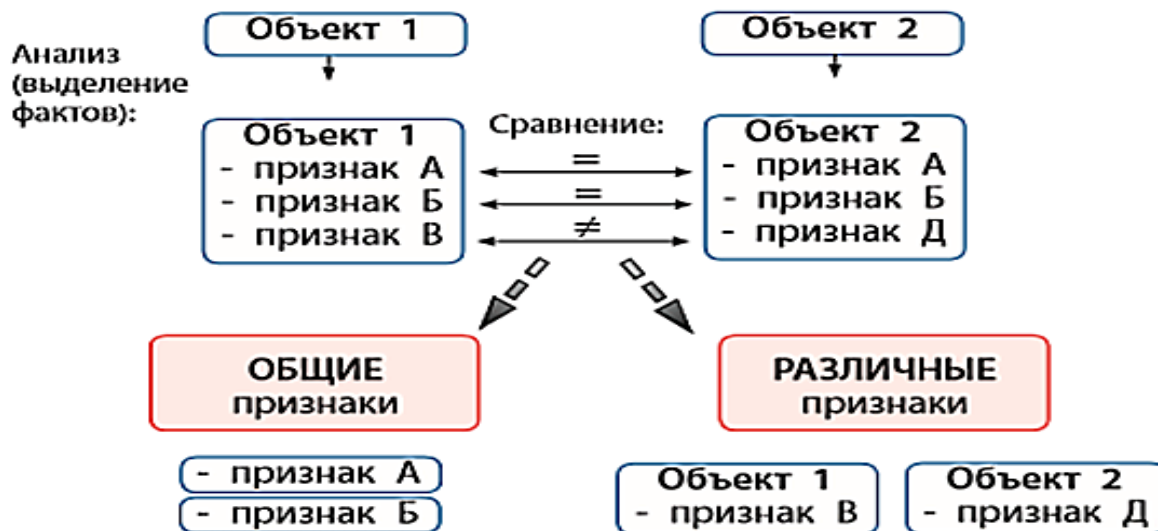 Объект 1
Объект 2
Анализ
(выделение
фактов):
Объект 1
- признак А
- признак Б
- признак В
Сравнение:
=
=
≠
Объект 2
- признак А
- признак Б
- признак Д
ОБЩИЕ
признаки
РАЗЛИЧНЫЕ
признаки
- признак А
- признак Б
Объект 1
- признак В
Объект 2
- признак Д